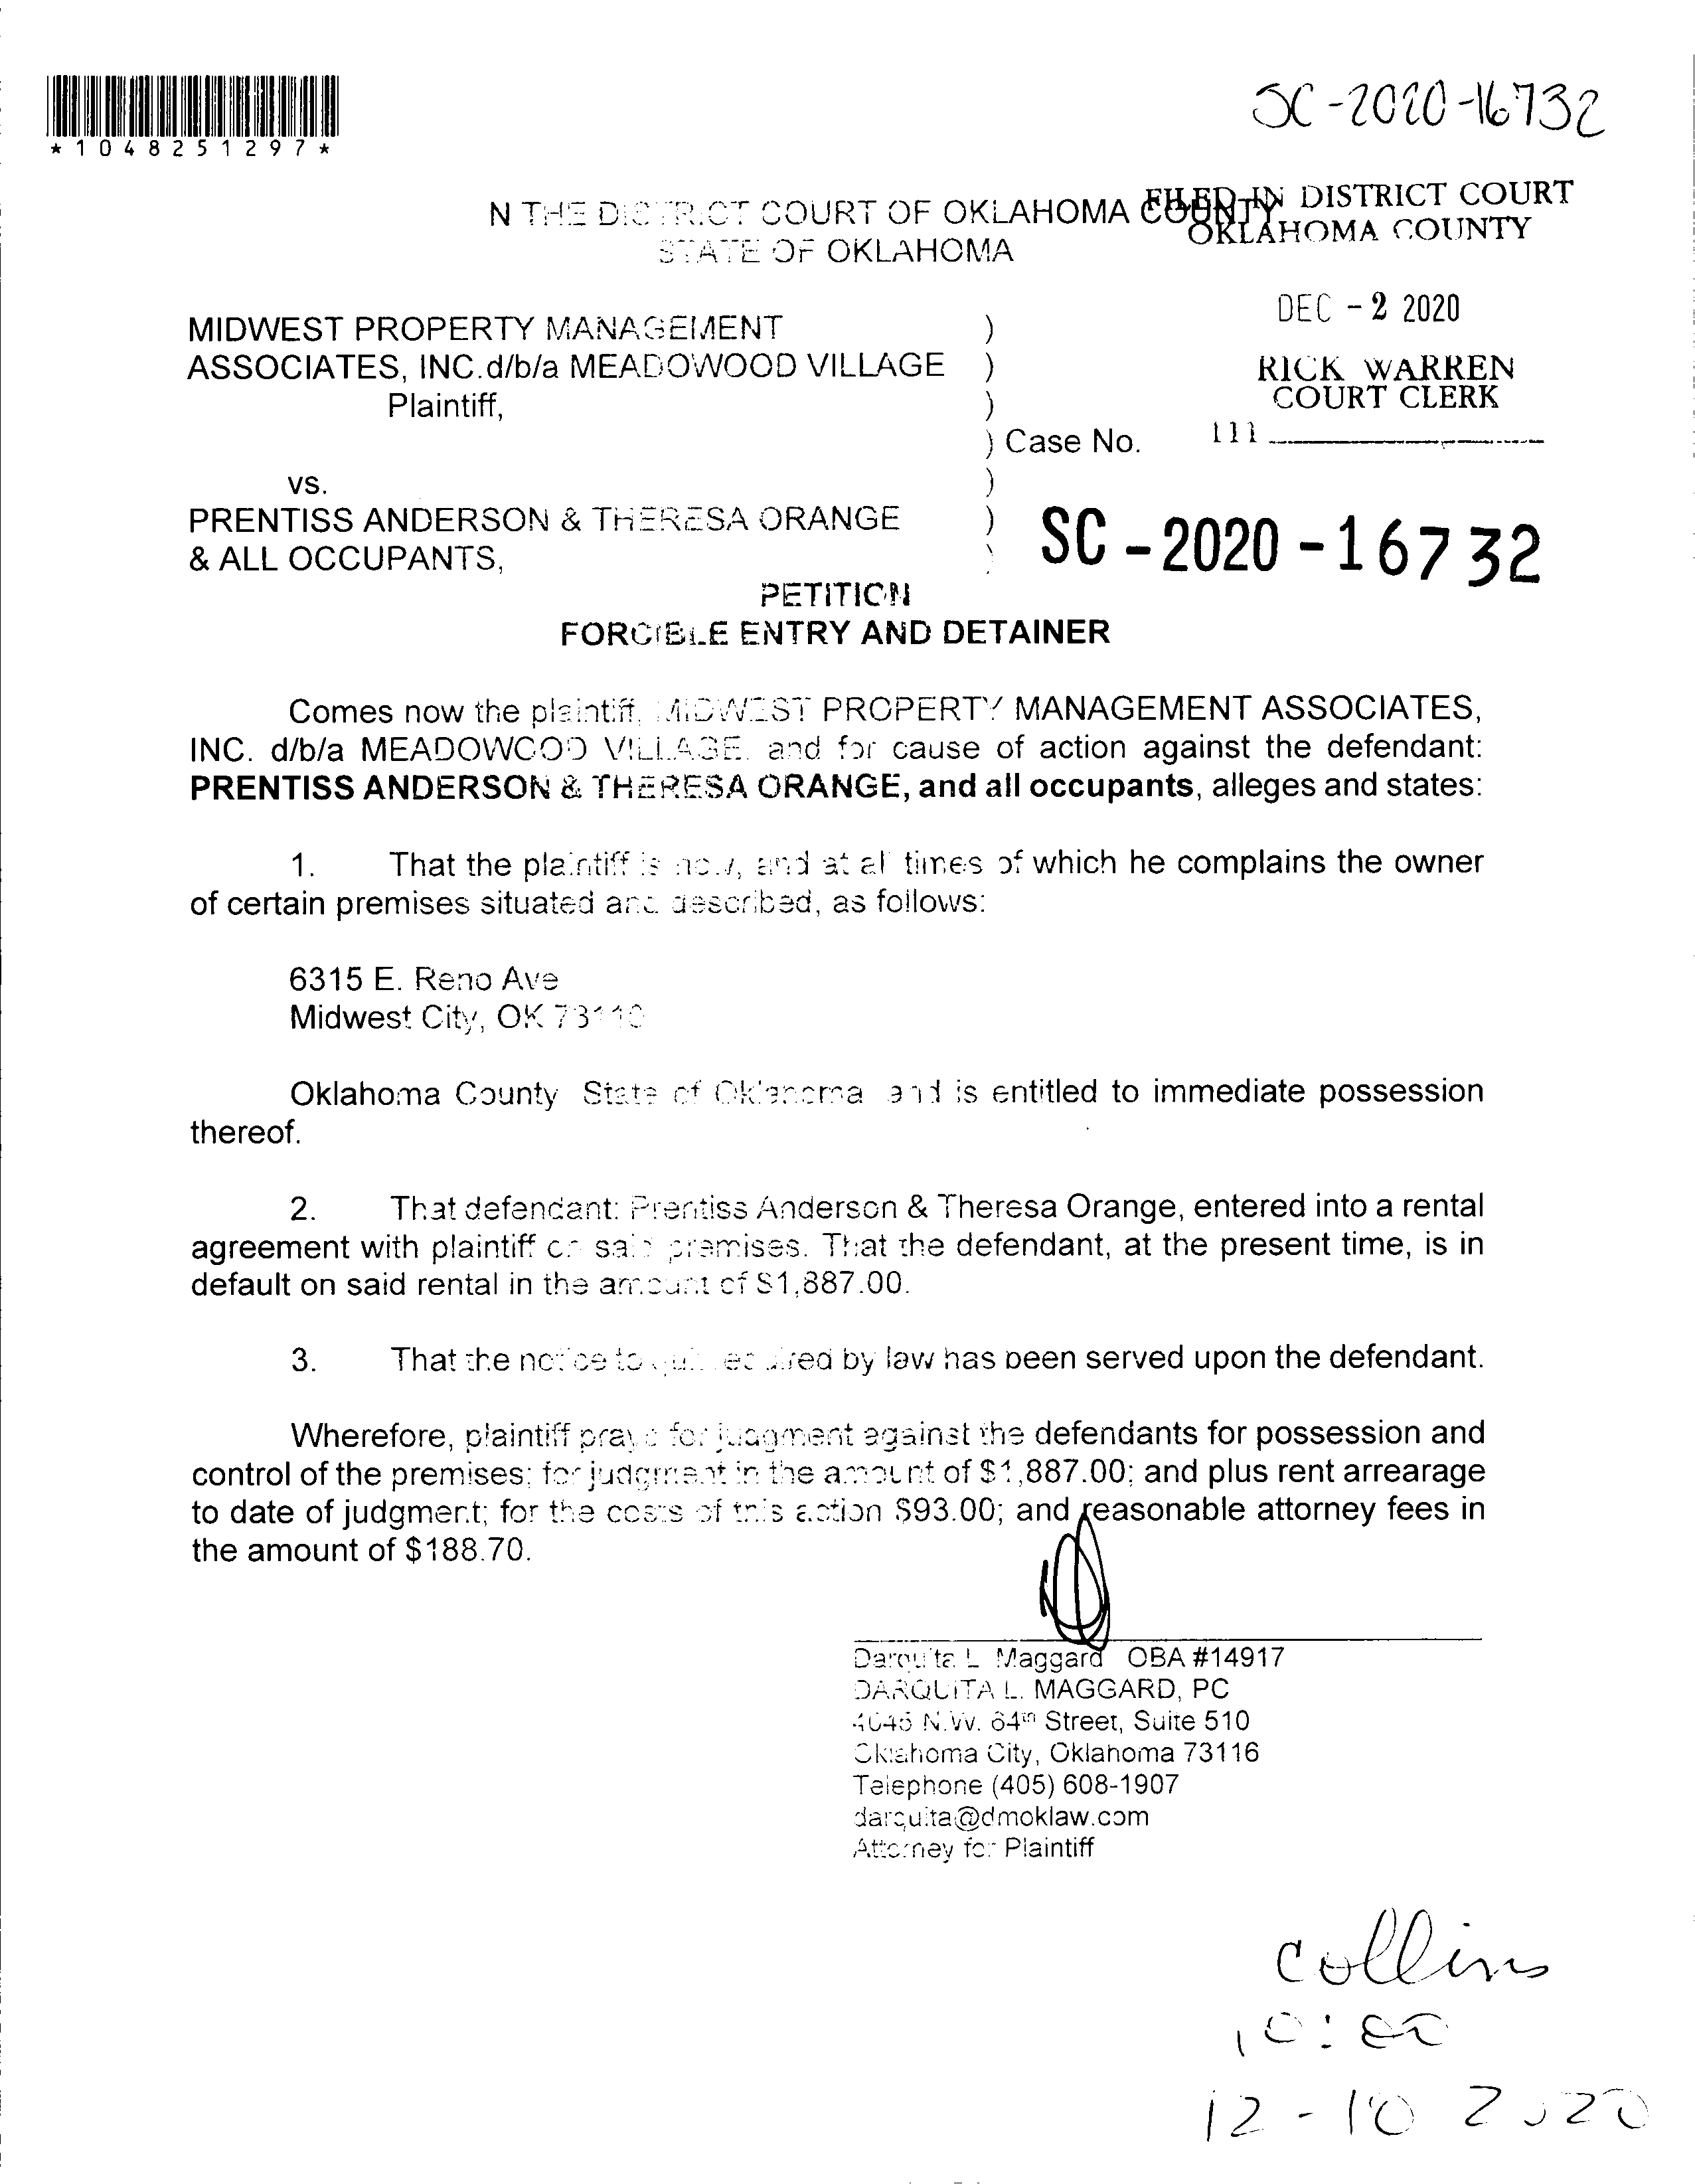 *1048251297*
SC-2020-16732
N THE DISTRICT COURT OF OKLAHOMA COUNTY
STATE OF OKLAHOMA
FILED IN DISTRICT COURT
OKLAHOMA COUNTY
DEC - 2 2020
RICK WARREN
COURT CLERK
111
MIDWEST PROPERTY MANAGEMENT )
ASSOCIATES, INC.d/b/a MEADOWOOD VILLAGE )
Plaintiff, )
) Case No.
vs. )
PRENTISS ANDERSON & THERESA ORANGE )
& ALL OCCUPANTS, )
SC - 2020 - 16732
PETITION
FORCIBLE ENTRY AND DETAINER
Comes now the plaintiff, MIDWEST PROPERTY MANAGEMENT ASSOCIATES,
INC. d/b/a MEADOWOOD VILLAGE, and for cause of action against the defendant:
PRENTISS ANDERSON & THERESA ORANGE, and all occupants, alleges and states:
1. That the plaintiff is now, and at all times of which he complains the owner
of certain premises situated and described, as follows:
6315 E. Reno Ave
Midwest City, OK 73110
Oklahoma County State of Oklahoma and is entitled to immediate possession
thereof.
2. That defendant: Prentiss Anderson & Theresa Orange, entered into a rental
agreement with plaintiff on said premises. That the defendant, at the present time, is in
default on said rental in the amount of $1,887.00.
3. That the notice to quit required by law has been served upon the defendant.
Wherefore, plaintiff prays for judgment against the defendants for possession and
control of the premises; for judgment in the amount of $1,887.00; and plus rent arrearage
to date of judgment; for the costs of this action $93.00; and reasonable attorney fees in
the amount of $188.70.
Darquita L. Maggard OBA #14917
DARQUITA L. MAGGARD, PC
4045 N.W. 64th Street, Suite 510
Oklahoma City, Oklahoma 73116
Telephone (405) 608-1907
darquita@dmoklaw.com
Attorney for Plaintiff
Collins
10:00
12-10 2020